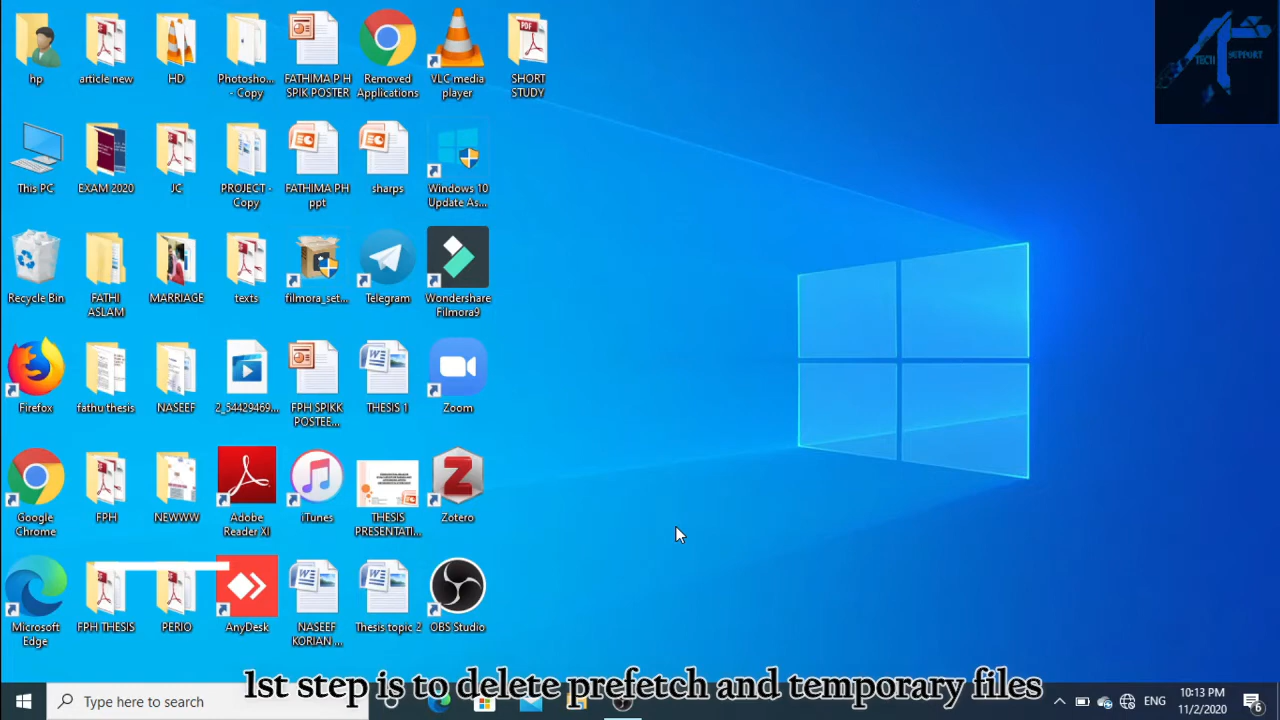 hp
article new
HD
Photosho...
- Copy
FATHIMA P H
SPIK POSTER
Removed
Applications
VLC media
player
SHORT
STUDY
This PC
EXAM 2020
JC
PROJECT -
Copy
FATHIMA PH
ppt
sharps
Windows 10
Update As...
Recycle Bin
FATHI
ASLAM
MARRIAGE
texts
filmora_set...
Telegram
Wondershare
Filmora9
Firefox
fathu thesis
NASEEF
2_54429469...
FPH SPIKK
POSTEE...
THESIS 1
Zoom
Google
Chrome
FPH
NEWWW
Adobe
Reader XI
iTunes
THESIS
PRESENTATI...
Zotero
Microsoft
Edge
FPH THESIS
PERIO
AnyDesk
NASEEF
KORIAN....
Thesis topic 2
OBS Studio
TECH SUPPORT
PDF
1st step is to delete prefetch and temporary files
Type here to search
ENG
10:13 PM
11/2/2020
6